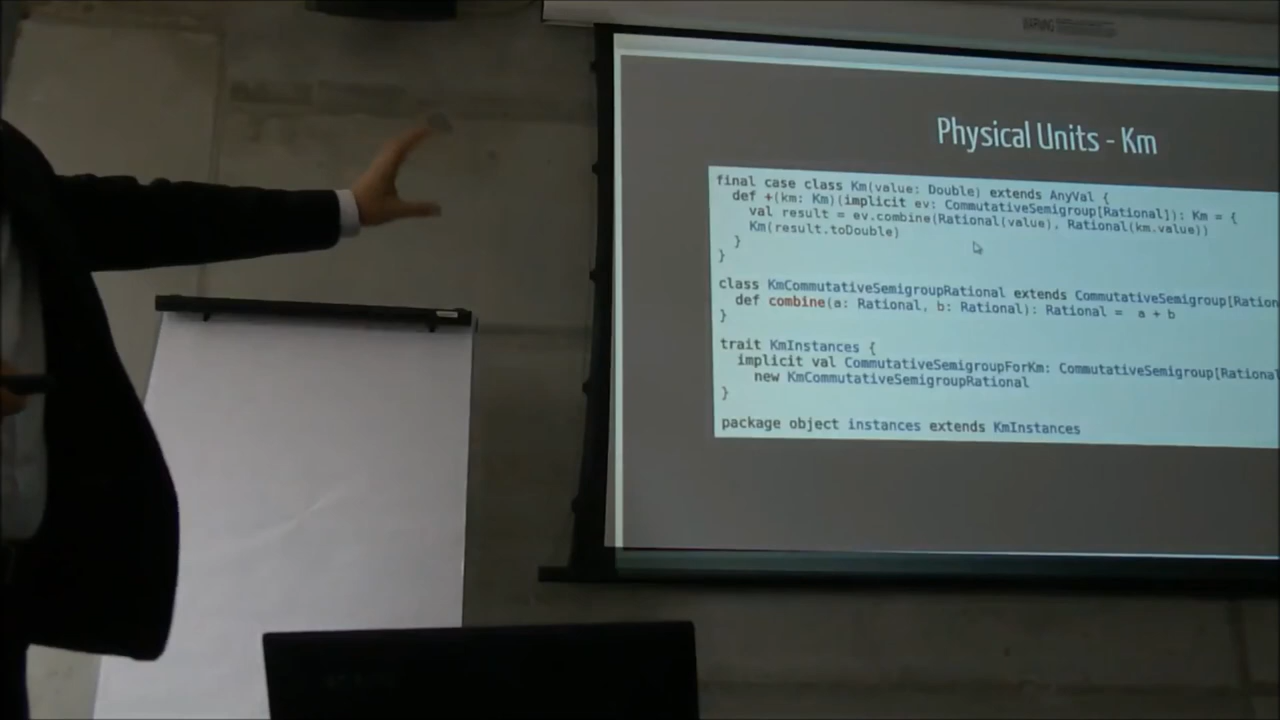 Physical Units - Km
final case class Km(value: Double) extends AnyVal {
def +(km: Km)(implicit ev: CommutativeSemigroup[Rational]): Km = {
val result = ev.combine(Rational(value), Rational(km.value))
Km(result.toDouble)
}
}
class KmCommutativeSemigroupRational extends CommutativeSemigroup[Ration
def combine(a: Rational, b: Rational): Rational = a + b
}
trait KmInstances {
implicit val CommutativeSemigroupForKm: CommutativeSemigroup[Rational
new KmCommutativeSemigroupRational
}
package object instances extends KmInstances